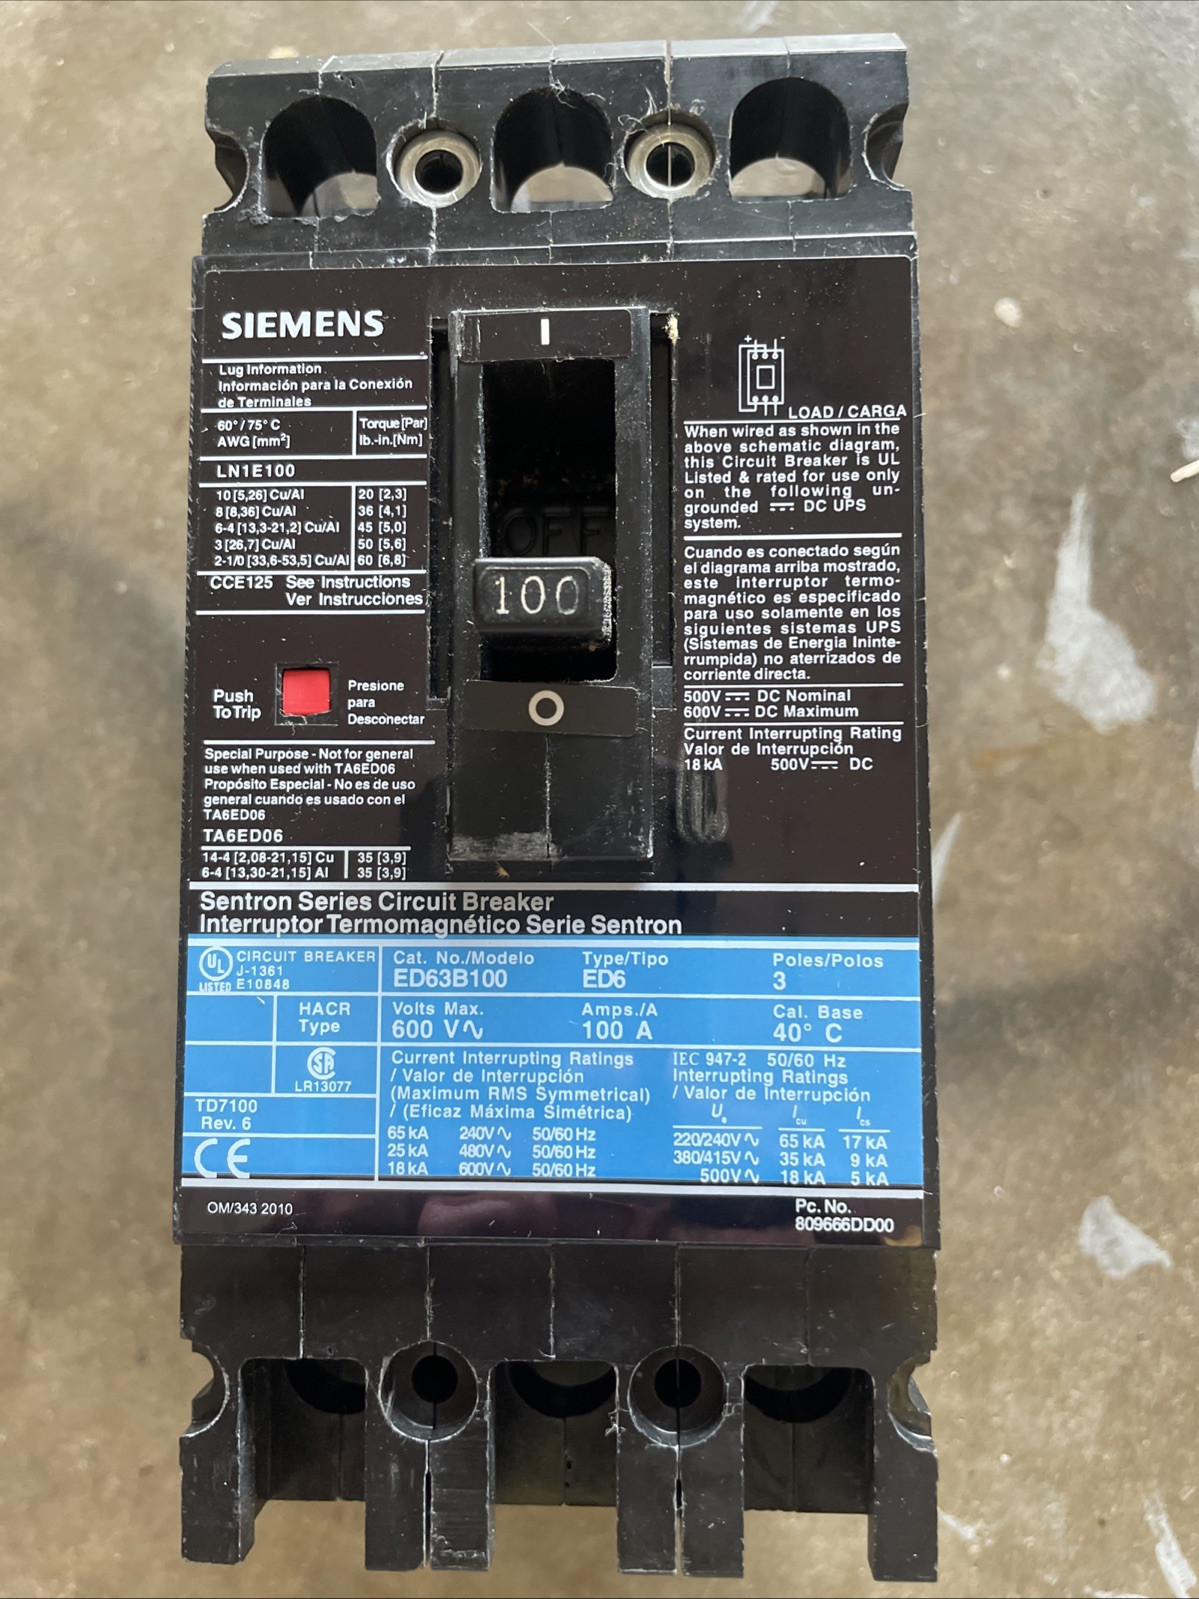 SIEMENS
Lug Information
Información para la Conexión
de Terminales
60°/75° C
AWG [mm²]
Torque [Par]
lb.-in.[Nm]
LN1E100
10 [5,26] Cu/Al 20 [2,3]
8 [8,36] Cu/Al 36 [4,1]
6-4 [13,3-21,2] Cu/Al 45 [5,0]
3 [26,7] Cu/Al 50 [5,6]
2-1/0 [33,6-53,5] Cu/Al 60 [6,8]
CCE125 See Instructions
Ver Instrucciones
Push
To Trip
Presione
para
Desconectar
Special Purpose - Not for general
use when used with TA6ED06
Propósito Especial - No es de uso
general cuando es usado con el
TA6ED06
TA6ED06
14-4 [2,08-21,15] Cu 35 [3,9]
6-4 [13,30-21,15] Al 35 [3,9]
I
OFF
100
O
+ -
LOAD / CARGA
When wired as shown in the
above schematic diagram,
this Circuit Breaker is UL
Listed & rated for use only
on the following un-
grounded ⎓ DC UPS
system.
Cuando es conectado según
el diagrama arriba mostrado,
este interruptor termo-
magnético es especificado
para uso solamente en los
siguientes sistemas UPS
(Sistemas de Energia Ininte-
rrumpida) no aterrizados de
corriente directa.
500V ⎓ DC Nominal
600V ⎓ DC Maximum
Current Interrupting Rating
Valor de Interrupción
18 kA 500V ⎓ DC
Sentron Series Circuit Breaker
Interruptor Termomagnético Serie Sentron
UL
LISTED
CIRCUIT BREAKER
J-1361
E10848
HACR
Type
SA
LR13077
TD7100
Rev. 6
CE
Cat. No./Modelo
ED63B100
Type/Tipo
ED6
Poles/Polos
3
Volts Max.
600 V∿
Amps./A
100 A
Cal. Base
40° C
Current Interrupting Ratings
/ Valor de Interrupción
(Maximum RMS Symmetrical)
/ (Eficaz Máxima Simétrica)
65 kA 240V∿ 50/60 Hz
25 kA 480V∿ 50/60 Hz
18 kA 600V∿ 50/60 Hz
IEC 947-2 50/60 Hz
Interrupting Ratings
/ Valor de Interrupción
Ue Icu Ics
220/240V∿ 65 kA 17 kA
380/415V∿ 35 kA 9 kA
500V∿ 18 kA 5 kA
OM/343 2010
Pc. No.
809666DD00